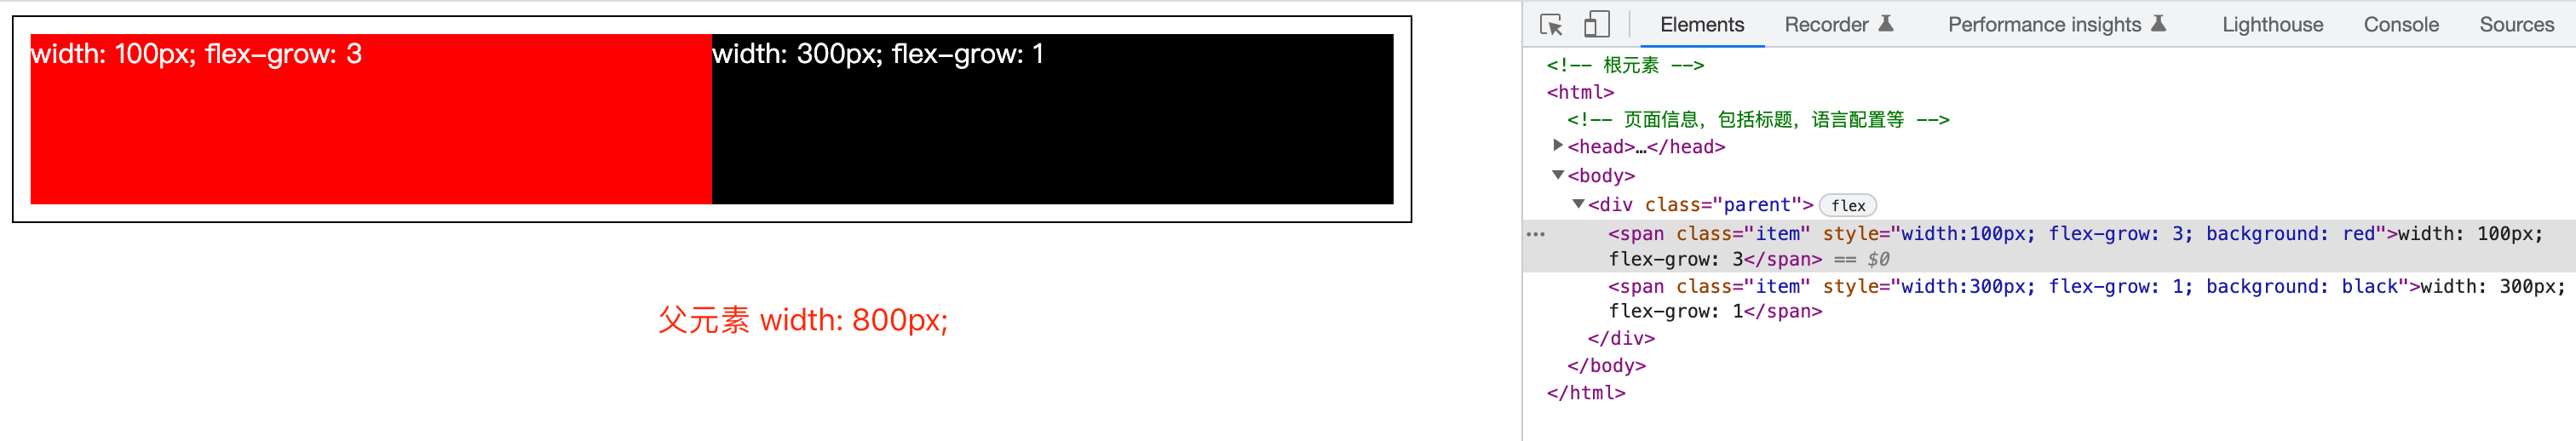 width: 100px; flex-grow: 3
width: 300px; flex-grow: 1
父元素 width: 800px;
Elements Recorder Performance insights Lighthouse Console Sources
<!-- 根元素 -->
<html>
<!-- 页面信息，包括标题，语言配置等 -->
<head>…</head>
<body>
<div class="parent"> flex
<span class="item" style="width:100px; flex-grow: 3; background: red">width: 100px;
flex-grow: 3</span> == $0
<span class="item" style="width:300px; flex-grow: 1; background: black">width: 300px;
flex-grow: 1</span>
</div>
</body>
</html>